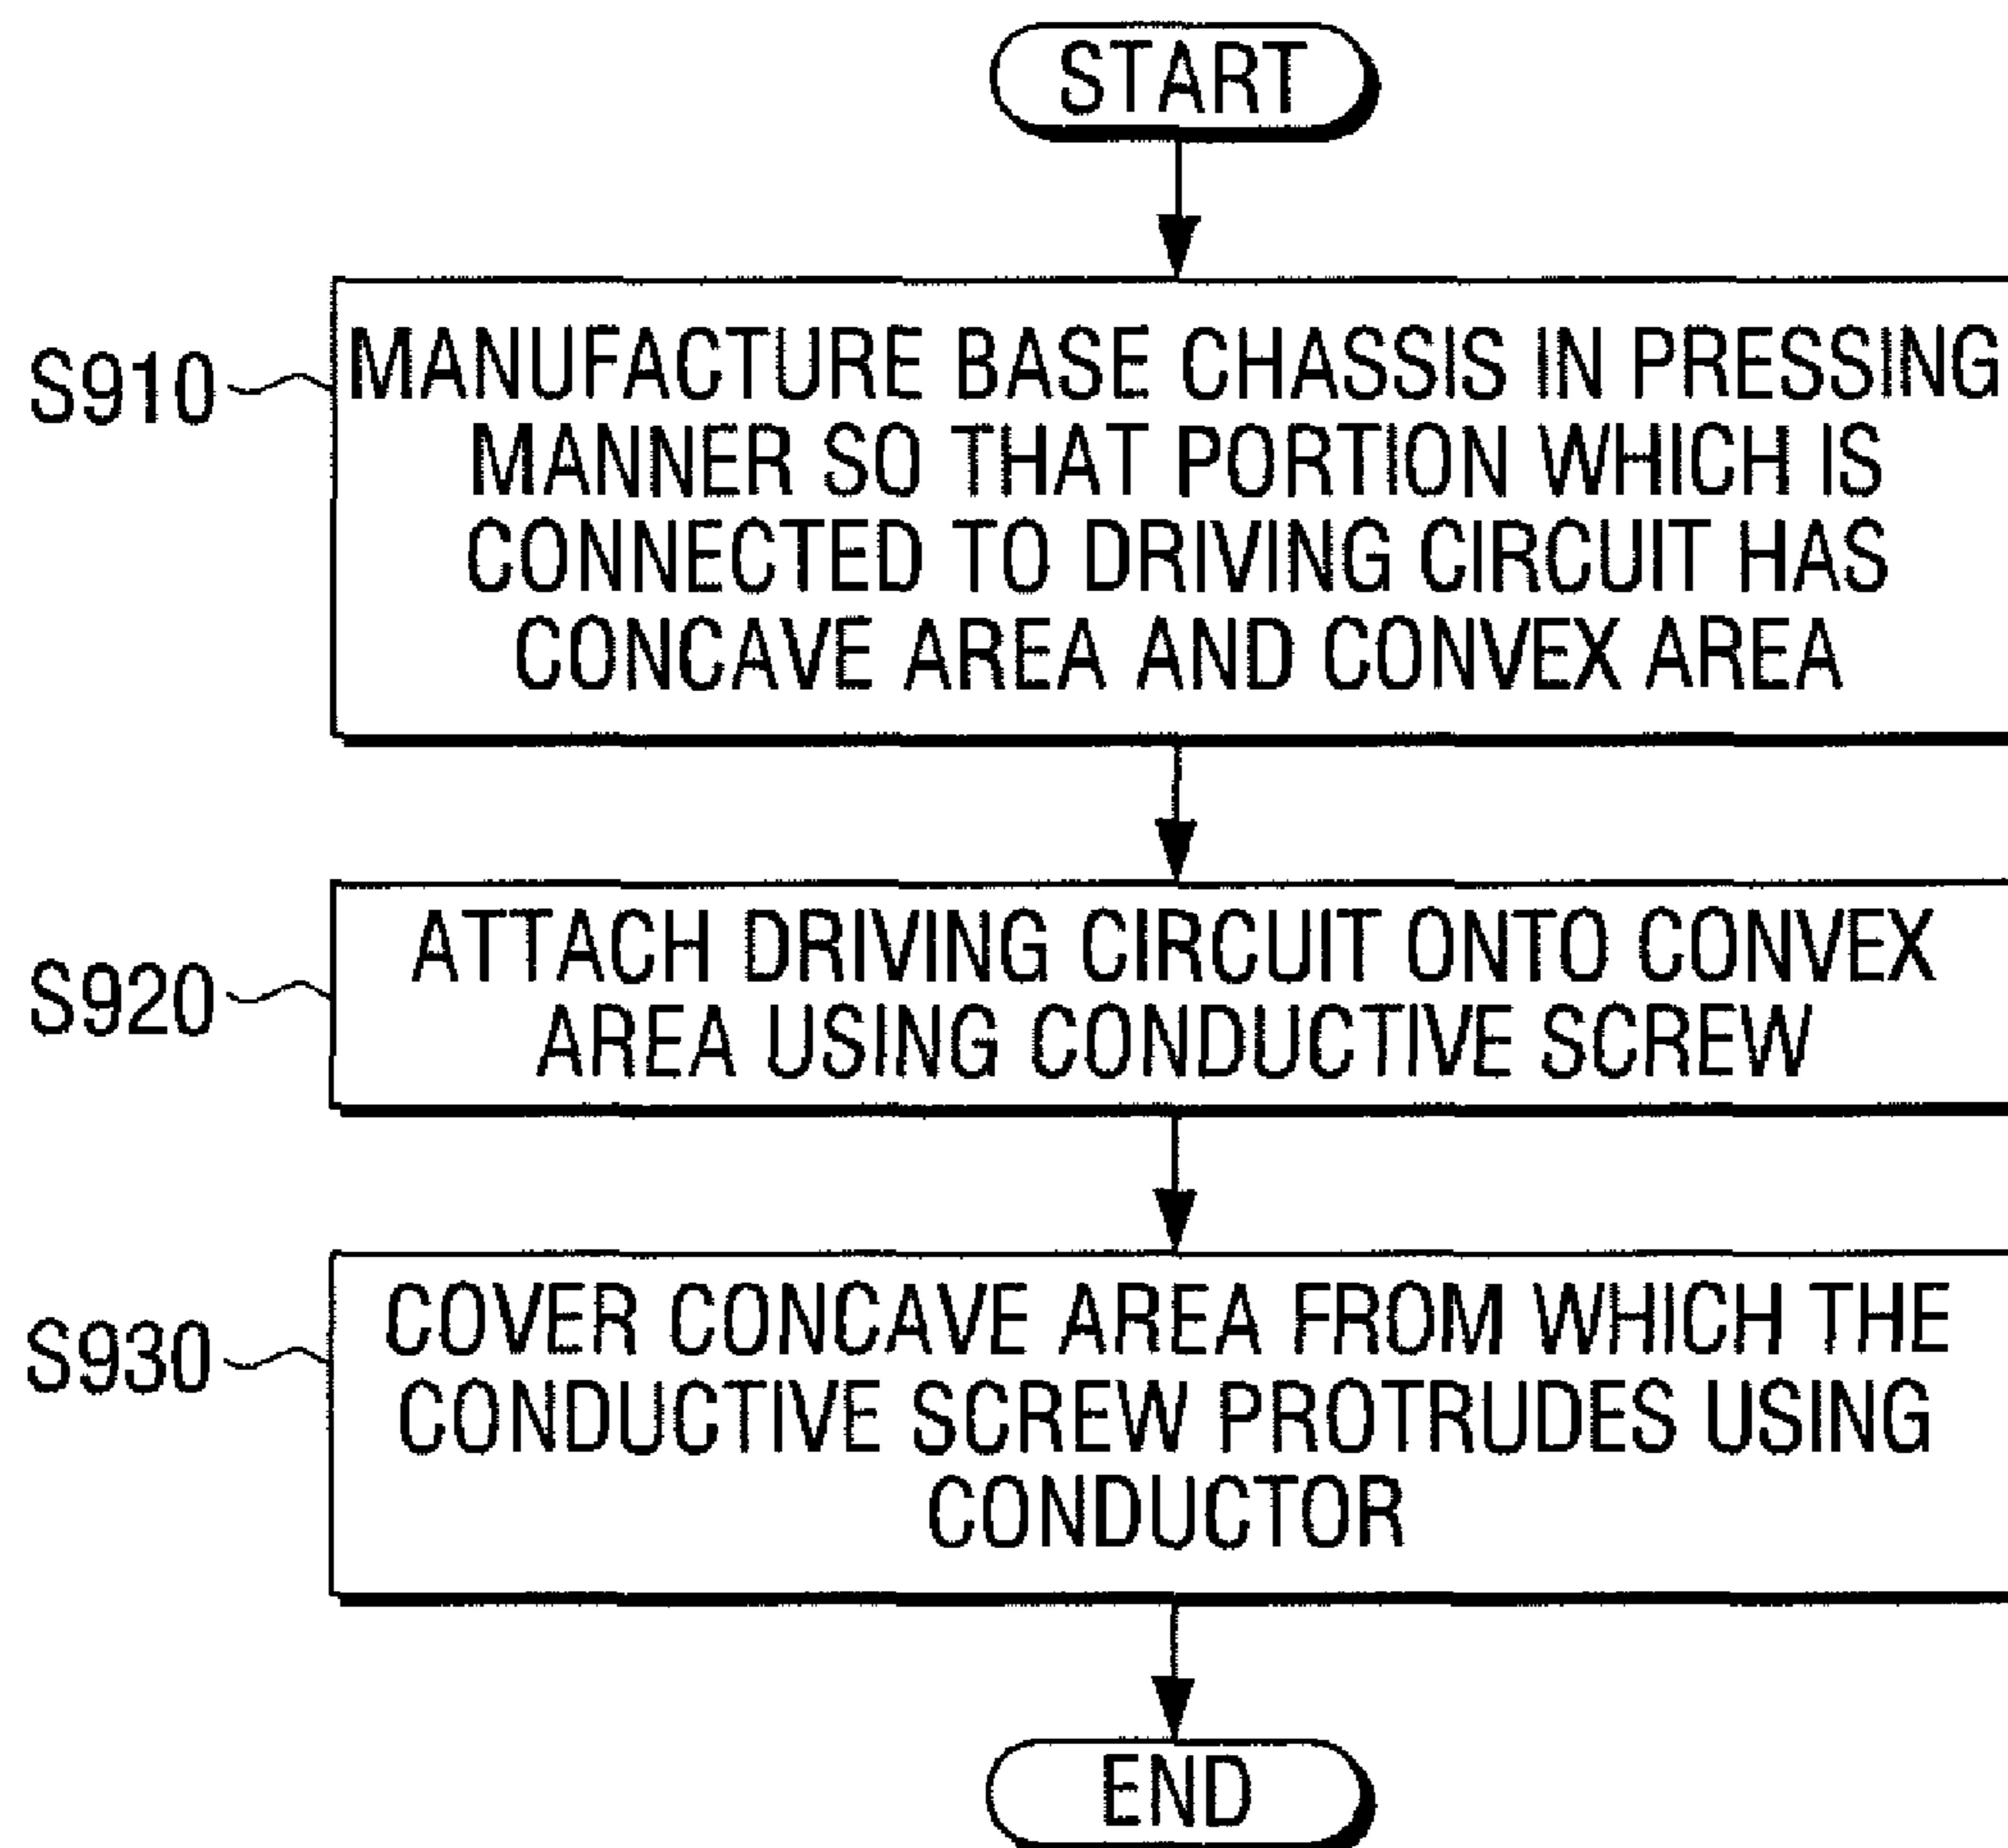 START
S910
MANUFACTURE BASE CHASSIS IN PRESSING
MANNER SO THAT PORTION WHICH IS
CONNECTED TO DRIVING CIRCUIT HAS
CONCAVE AREA AND CONVEX AREA
S920
ATTACH DRIVING CIRCUIT ONTO CONVEX
AREA USING CONDUCTIVE SCREW
S930
COVER CONCAVE AREA FROM WHICH THE
CONDUCTIVE SCREW PROTRUDES USING
CONDUCTOR
END